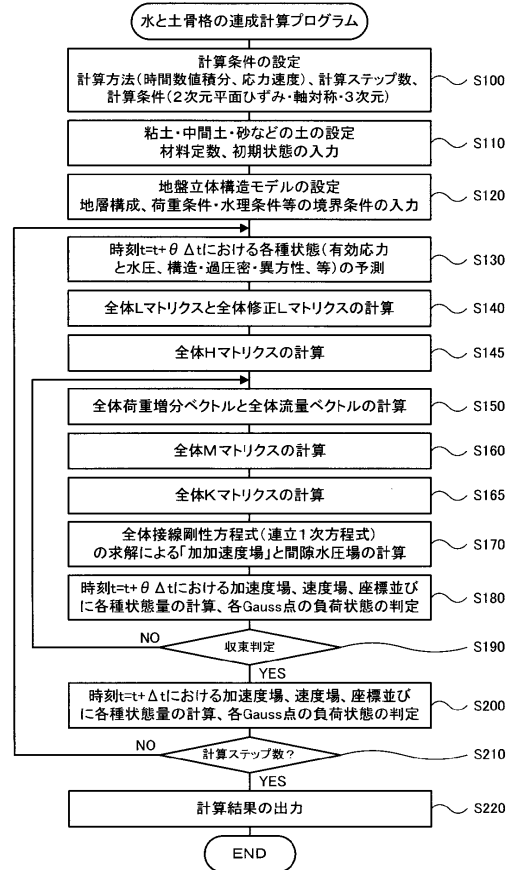 水と土骨格の連成計算プログラム
計算条件の設定
計算方法（時間数値積分、応力速度）、計算ステップ数、
計算条件（２次元平面ひずみ・軸対称・３次元）
S100
粘土・中間土・砂などの土の設定
材料定数、初期状態の入力
S110
地盤立体構造モデルの設定
地層構成、荷重条件・水理条件等の境界条件の入力
S120
時刻t=t+θΔtにおける各種状態（有効応力
と水圧、構造・過圧密・異方性、等）の予測
S130
全体Lマトリクスと全体修正Lマトリクスの計算
S140
全体Hマトリクスの計算
S145
全体荷重増分ベクトルと全体流量ベクトルの計算
S150
全体Mマトリクスの計算
S160
全体Kマトリクスの計算
S165
全体接線剛性方程式（連立１次方程式）
の求解による「加加速度場」と間隙水圧場の計算
S170
時刻t=t+θΔtにおける加速度場、速度場、座標並び
に各種状態量の計算、各Gauss点の負荷状態の判定
S180
NO
収束判定
S190
YES
時刻t=t+Δtにおける加速度場、速度場、座標並び
に各種状態量の計算、各Gauss点の負荷状態の判定
S200
NO
計算ステップ数？
S210
YES
計算結果の出力
S220
END